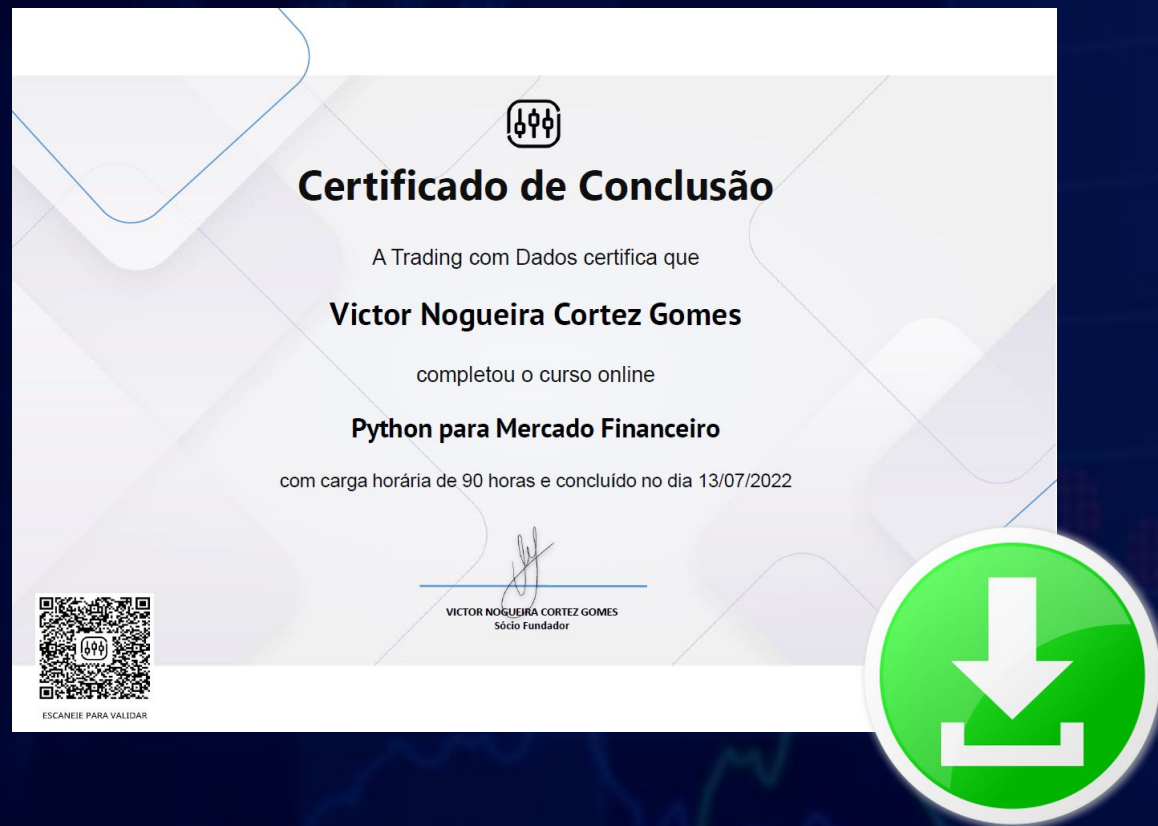 Certificado de Conclusão
A Trading com Dados certifica que
Victor Nogueira Cortez Gomes
completou o curso online
Python para Mercado Financeiro
com carga horária de 90 horas e concluído no dia 13/07/2022
VICTOR NOGUEIRA CORTEZ GOMES
Sócio Fundador
ESCANEIE PARA VALIDAR